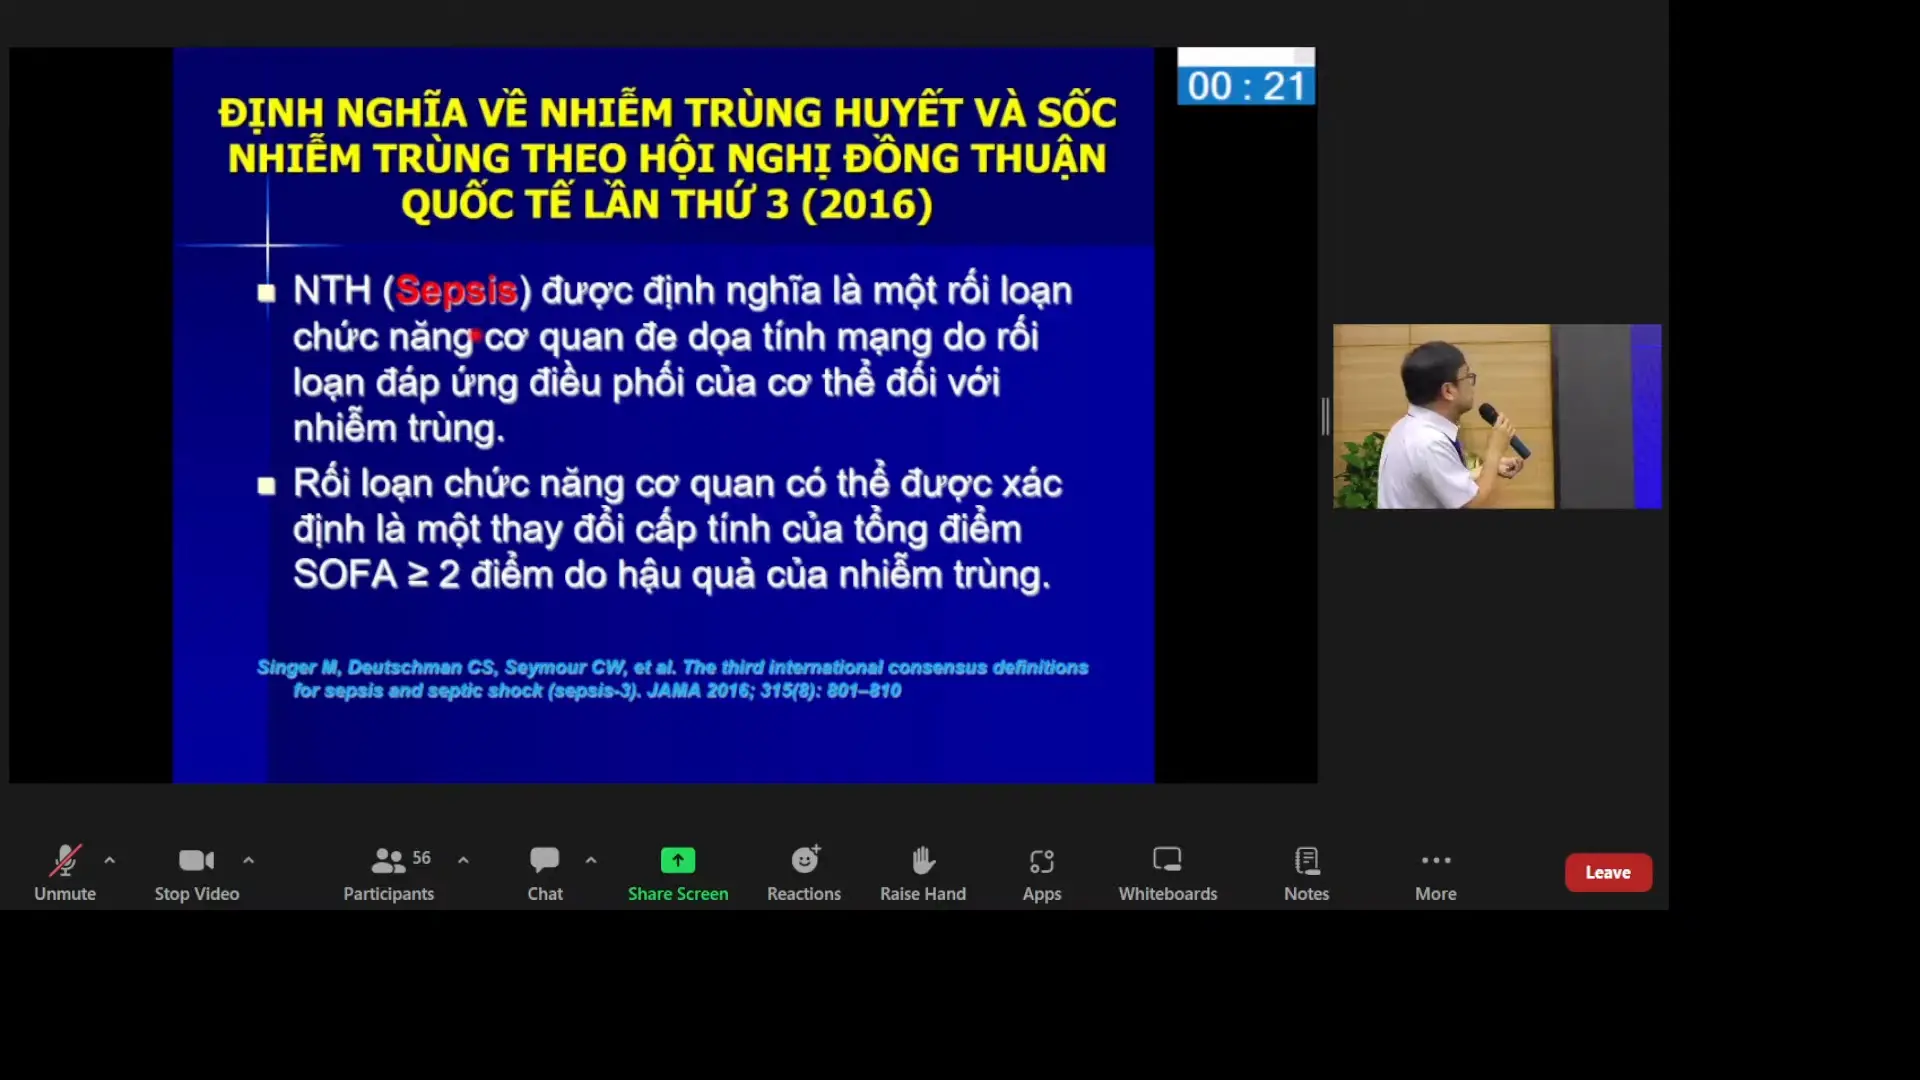 ĐỊNH NGHĨA VỀ NHIỄM TRÙNG HUYẾT VÀ SỐC
NHIỄM TRÙNG THEO HỘI NGHỊ ĐỒNG THUẬN
QUỐC TẾ LẦN THỨ 3 (2016)
00 : 21
NTH (Sepsis) được định nghĩa là một rối loạn
chức năng cơ quan đe dọa tính mạng do rối
loạn đáp ứng điều phối của cơ thể đối với
nhiễm trùng.
Rối loạn chức năng cơ quan có thể được xác
định là một thay đổi cấp tính của tổng điểm
SOFA ≥ 2 điểm do hậu quả của nhiễm trùng.
Singer M, Deutschman CS, Seymour CW, et al. The third international consensus definitions
for sepsis and septic shock (sepsis-3). JAMA 2016; 315(8): 801–810
Unmute
Stop Video
56
Participants
Chat
Share Screen
Reactions
Raise Hand
Apps
Whiteboards
Notes
More
Leave